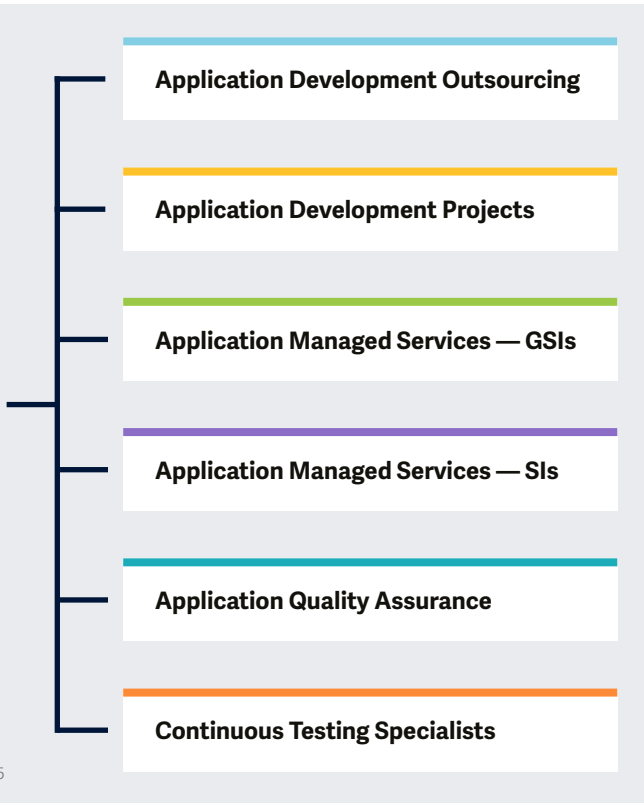 Application Development Outsourcing
Application Development Projects
Application Managed Services — GSIs
Application Managed Services — SIs
Application Quality Assurance
Continuous Testing Specialists